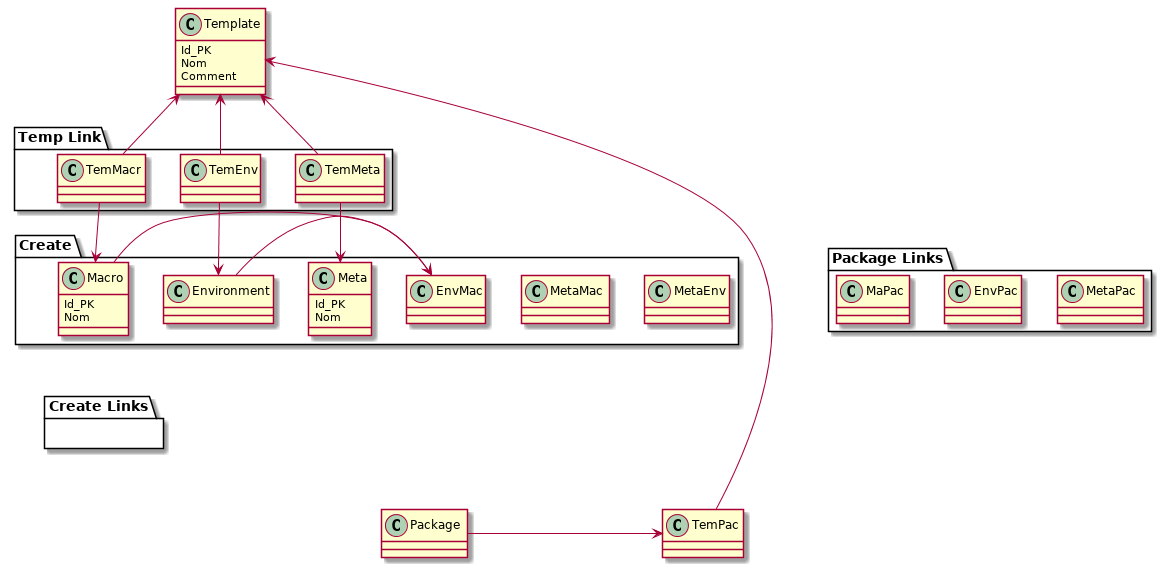 C Template
Id_PK
Nom
Comment
Temp Link
C TemMacr
C TemEnv
C TemMeta
Create
C Macro
Id_PK
Nom
C Environment
C Meta
Id_PK
Nom
C EnvMac
C MetaMac
C MetaEnv
Package Links
C MaPac
C EnvPac
C MetaPac
Create Links
C Package
C TemPac